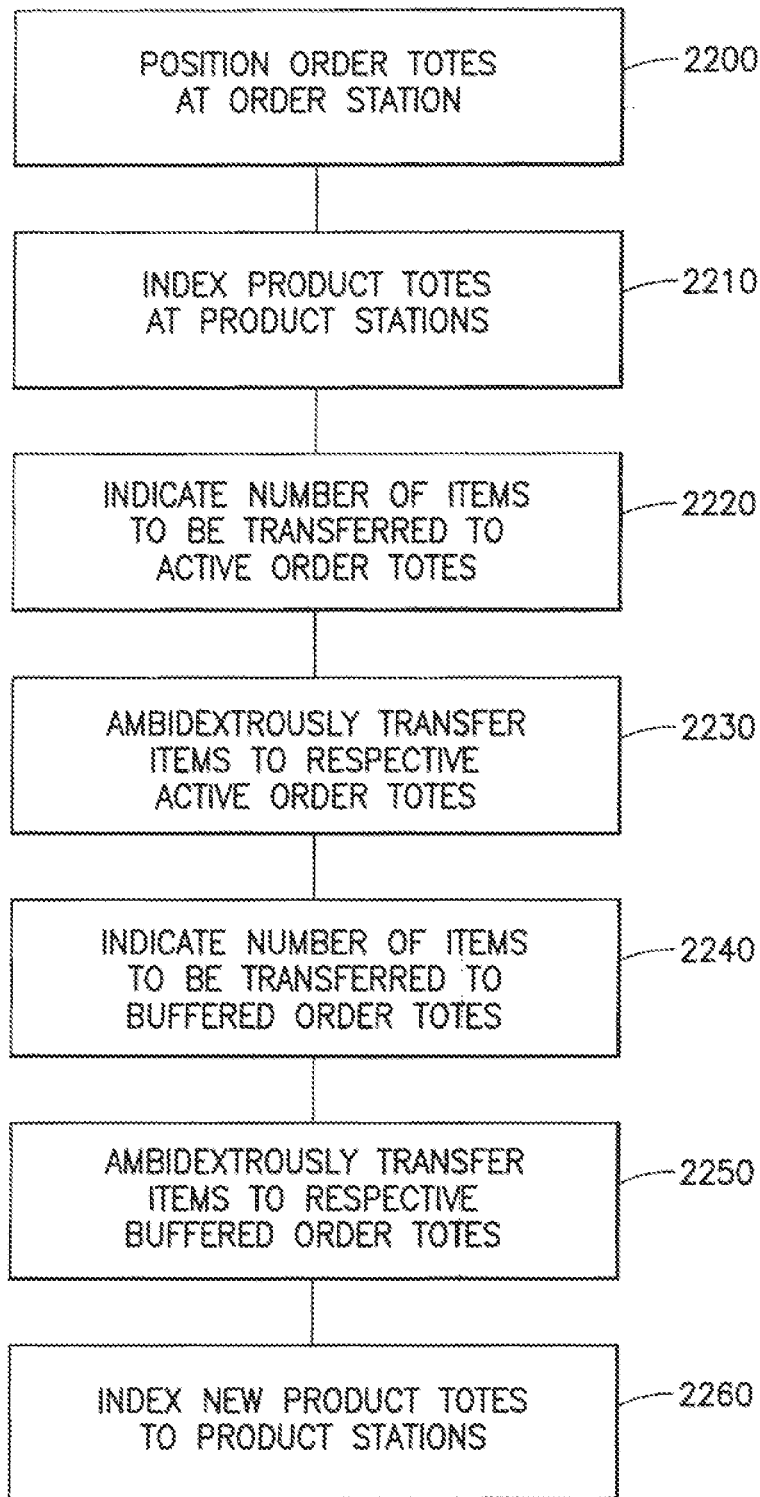 POSITION ORDER TOTES
AT ORDER STATION
2200
INDEX PRODUCT TOTES
AT PRODUCT STATIONS
2210
INDICATE NUMBER OF ITEMS
TO BE TRANSFERRED TO
ACTIVE ORDER TOTES
2220
AMBIDEXTROUSLY TRANSFER
ITEMS TO RESPECTIVE
ACTIVE ORDER TOTES
2230
INDICATE NUMBER OF ITEMS
TO BE TRANSFERRED TO
BUFFERED ORDER TOTES
2240
AMBIDEXTROUSLY TRANSFER
ITEMS TO RESPECTIVE
BUFFERED ORDER TOTES
2250
INDEX NEW PRODUCT TOTES
TO PRODUCT STATIONS
2260